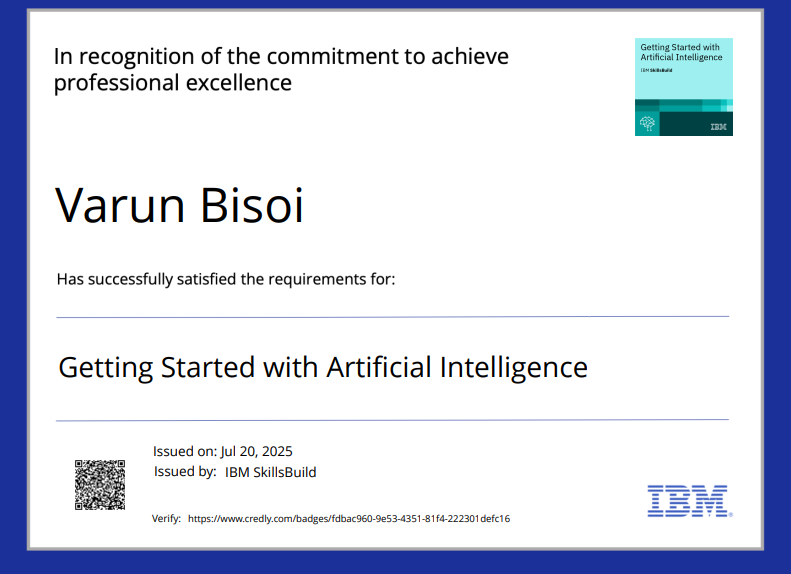 In recognition of the commitment to achieve
professional excellence
Getting Started with
Artificial Intelligence
IBM SkillsBuild
IBM
Varun Bisoi
Has successfully satisfied the requirements for:
Getting Started with Artificial Intelligence
Issued on: Jul 20, 2025
Issued by: IBM SkillsBuild
Verify: https://www.credly.com/badges/fdbac960-9e53-4351-81f4-222301defc16
IBM®